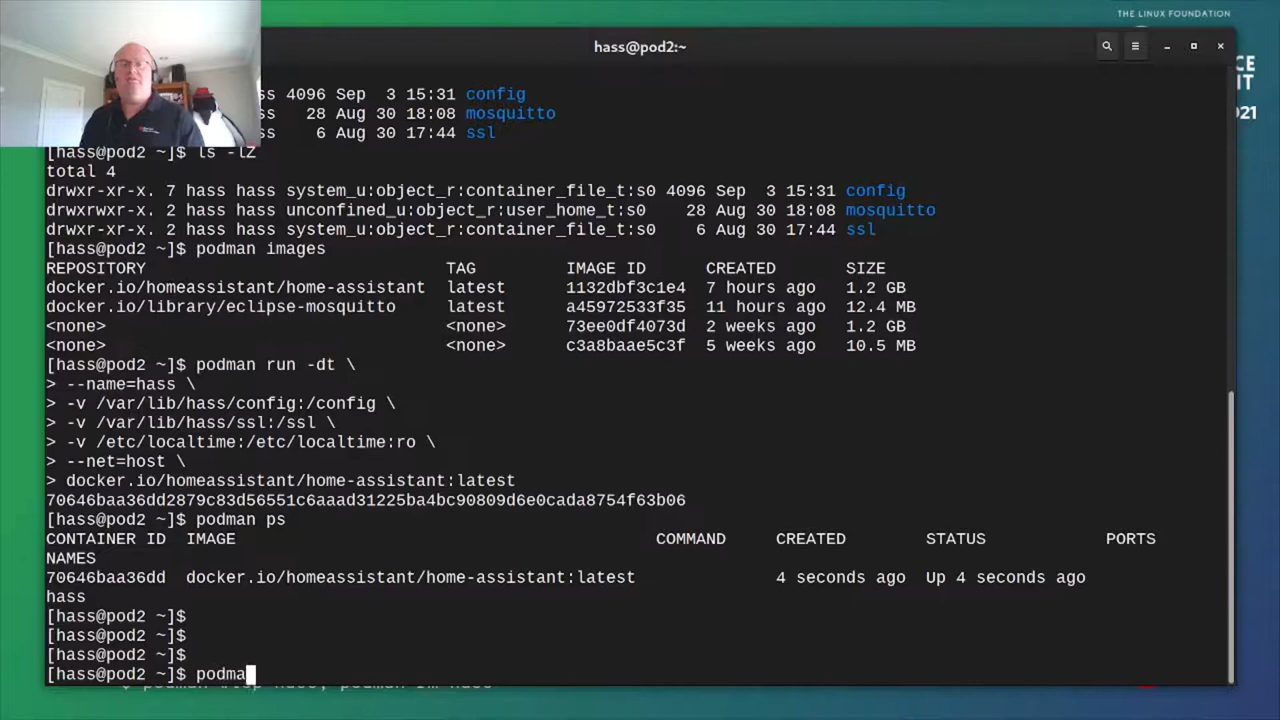 THE LINUX FOUNDATION
hass@pod2:~
CE
IT
021
ss 4096 Sep  3 15:31 config
ss   28 Aug 30 18:08 mosquitto
ss    6 Aug 30 17:44 ssl
[hass@pod2 ~]$ ls -lZ
total 4
drwxr-xr-x. 7 hass hass system_u:object_r:container_file_t:s0 4096 Sep  3 15:31 config
drwxrwxr-x. 2 hass hass unconfined_u:object_r:user_home_t:s0    28 Aug 30 18:08 mosquitto
drwxr-xr-x. 2 hass hass system_u:object_r:container_file_t:s0    6 Aug 30 17:44 ssl
[hass@pod2 ~]$ podman images
REPOSITORY                              TAG         IMAGE ID      CREATED       SIZE
docker.io/homeassistant/home-assistant  latest      1132dbf3c1e4  7 hours ago   1.2 GB
docker.io/library/eclipse-mosquitto     latest      a45972533f35  11 hours ago  12.4 MB
<none>                                  <none>      73ee0df4073d  2 weeks ago   1.2 GB
<none>                                  <none>      c3a8baae5c3f  5 weeks ago   10.5 MB
[hass@pod2 ~]$ podman run -dt \
> --name=hass \
> -v /var/lib/hass/config:/config \
> -v /var/lib/hass/ssl:/ssl \
> -v /etc/localtime:/etc/localtime:ro \
> --net=host \
> docker.io/homeassistant/home-assistant:latest
70646baa36dd2879c83d56551c6aaad31225ba4bc90809d6e0cada8754f63b06
[hass@pod2 ~]$ podman ps
CONTAINER ID  IMAGE                                          COMMAND     CREATED        STATUS            PORTS
NAMES
70646baa36dd  docker.io/homeassistant/home-assistant:latest              4 seconds ago  Up 4 seconds ago
hass
[hass@pod2 ~]$
[hass@pod2 ~]$
[hass@pod2 ~]$
[hass@pod2 ~]$ podma